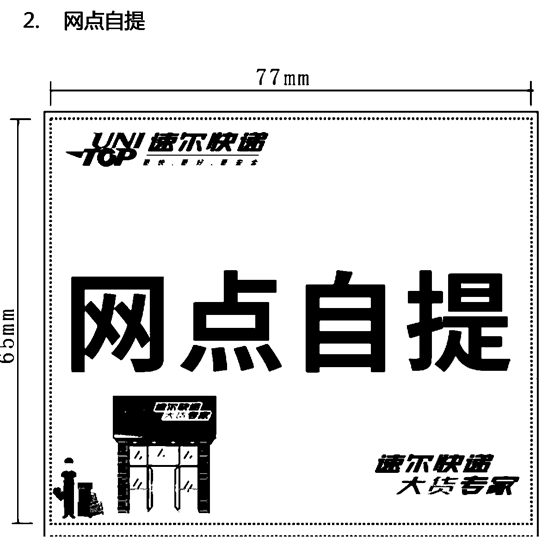 2. 网点自提
77mm
65mm
UNI
TOP
速尔快递
更快.更好.更安全
网点自提
速尔快递
大货专家
速尔快递
大货专家